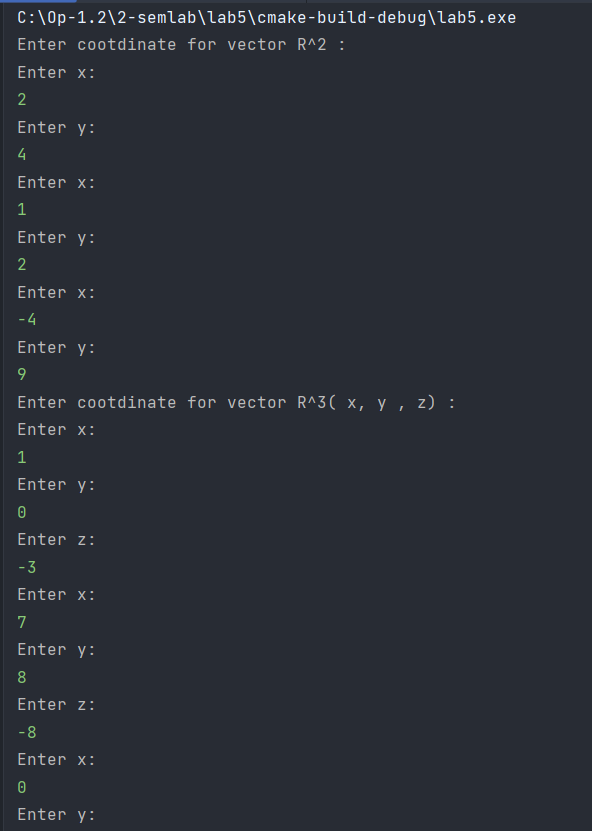 C:\Op-1.2\2-semlab\lab5\cmake-build-debug\lab5.exe
Enter cootdinate for vector R^2 :
Enter x:
2
Enter y:
4
Enter x:
1
Enter y:
2
Enter x:
-4
Enter y:
9
Enter cootdinate for vector R^3( x, y , z) :
Enter x:
1
Enter y:
0
Enter z:
-3
Enter x:
7
Enter y:
8
Enter z:
-8
Enter x:
0
Enter y: